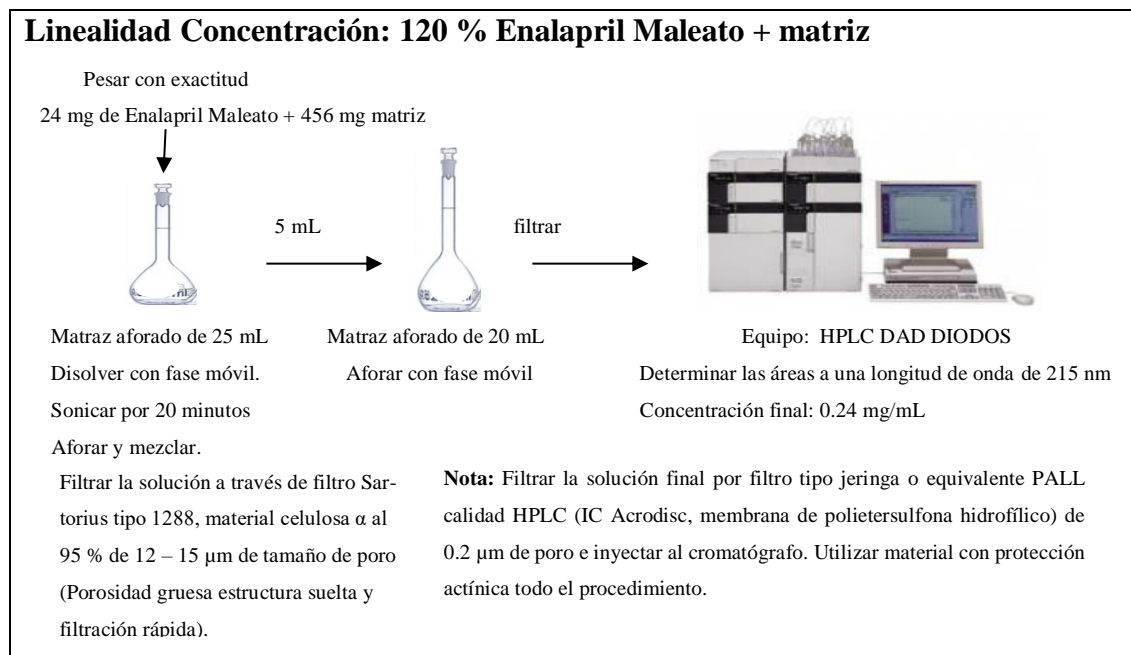 Linealidad Concentración: 120 % Enalapril Maleato + matriz
Pesar con exactitud
24 mg de Enalapril Maleato + 456 mg matriz
5 mL
filtrar
Matraz aforado de 25 mL
Disolver con fase móvil.
Sonicar por 20 minutos
Aforar y mezclar.
Matraz aforado de 20 mL
Aforar con fase móvil
Equipo: HPLC DAD DIODOS
Determinar las áreas a una longitud de onda de 215 nm
Concentración final: 0.24 mg/mL
Filtrar la solución a través de filtro Sar-
torius tipo 1288, material celulosa α al
95 % de 12 – 15 µm de tamaño de poro
(Porosidad gruesa estructura suelta y
filtración rápida).
Nota: Filtrar la solución final por filtro tipo jeringa o equivalente PALL
calidad HPLC (IC Acrodisc, membrana de polietersulfona hidrofílico) de
0.2 µm de poro e inyectar al cromatógrafo. Utilizar material con protección
actínica todo el procedimiento.